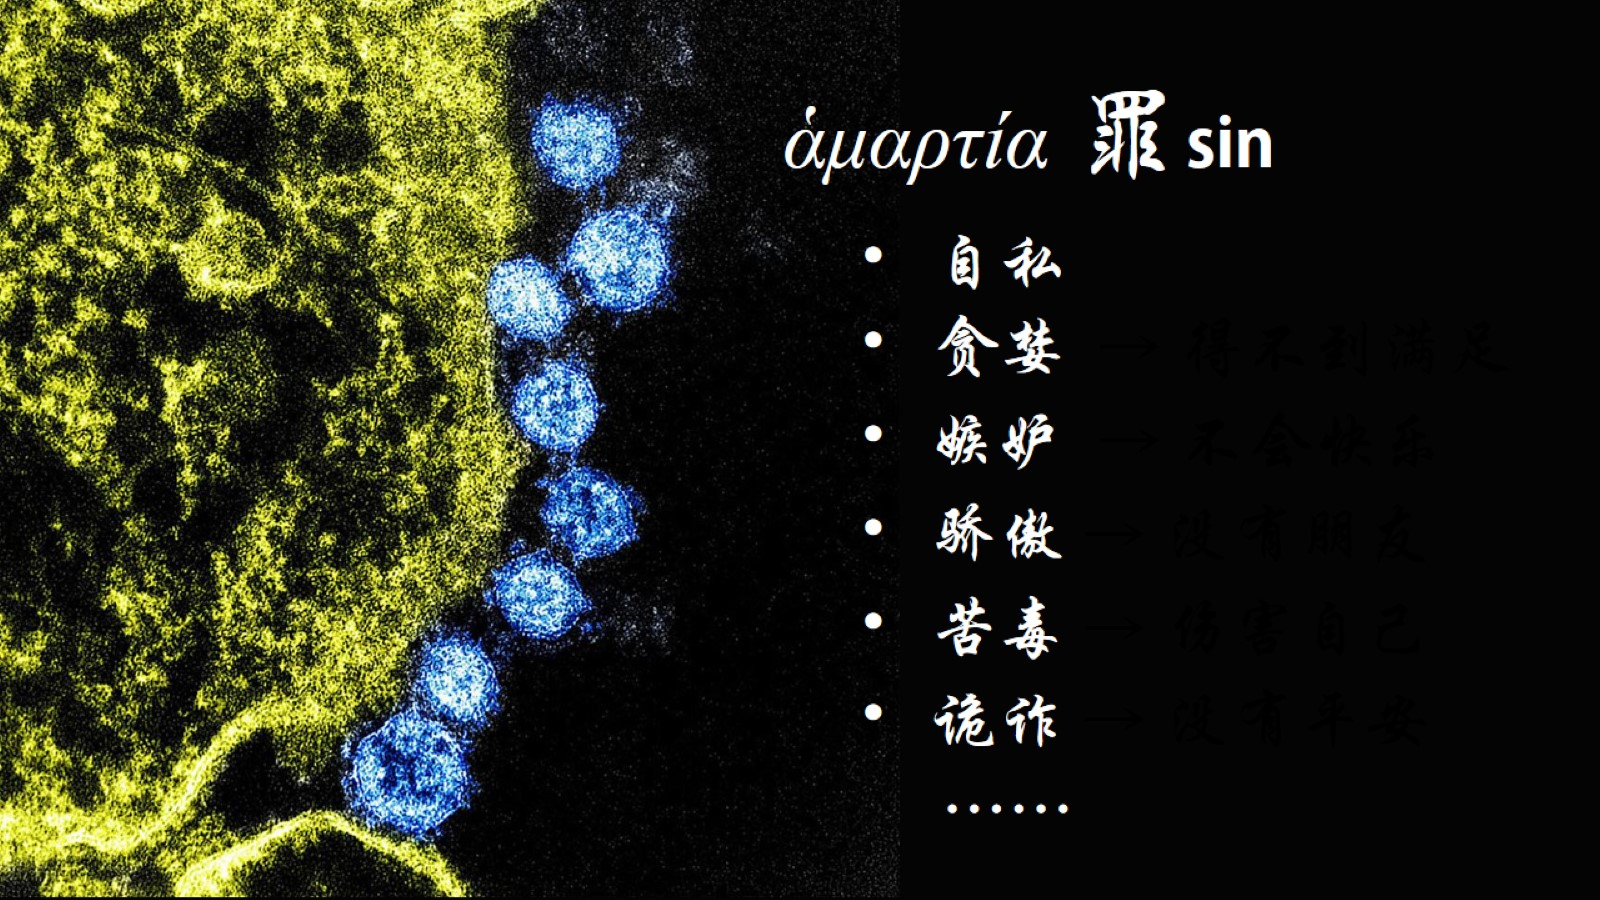 ἁμαρτία 罪 sin
• 自私
• 贪婪 → 得不到满足
• 嫉妒 → 不会快乐
• 骄傲 → 没有朋友
• 苦毒 → 伤害自己
• 诡诈 → 没有平安
……